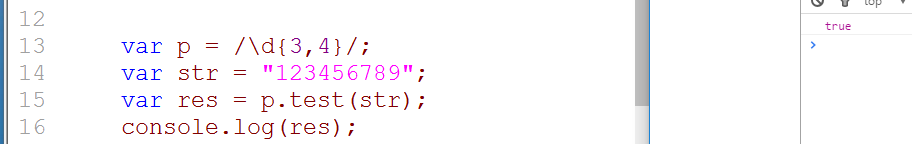 12
13 var p = /\d{3,4}/;
14 var str = "123456789";
15 var res = p.test(str);
16 console.log(res);
top
true
>